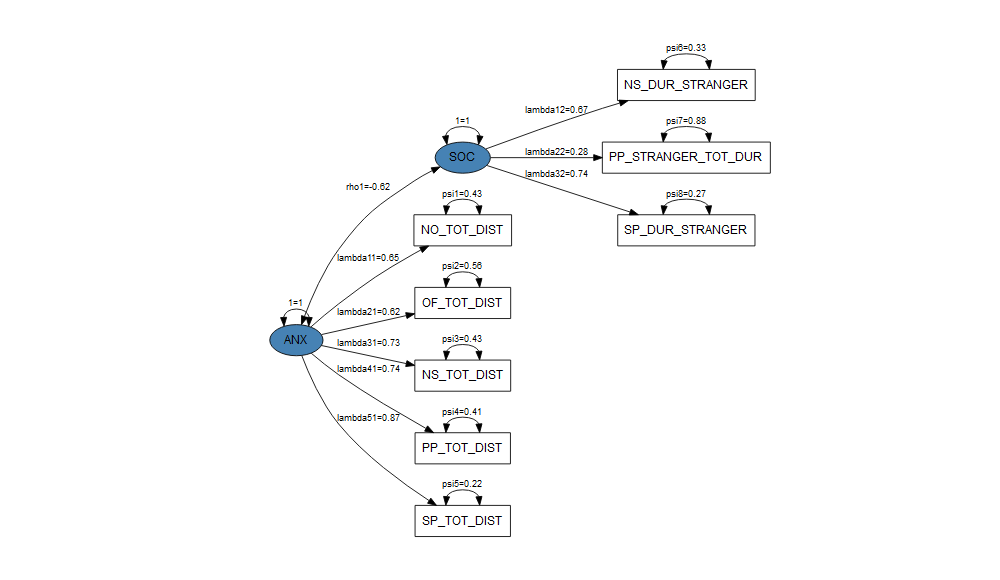 psi6=0.33
NS_DUR_STRANGER
lambda12=0.67
1=1
psi7=0.88
SOC
lambda22=0.28
PP_STRANGER_TOT_DUR
lambda32=0.74
rho1=-0.62
psi1=0.43
psi8=0.27
NO_TOT_DIST
SP_DUR_STRANGER
lambda11=0.65
psi2=0.56
1=1
OF_TOT_DIST
lambda21=0.62
ANX
psi3=0.43
lambda31=0.73
lambda41=0.74
NS_TOT_DIST
psi4=0.41
lambda51=0.87
PP_TOT_DIST
psi5=0.22
SP_TOT_DIST